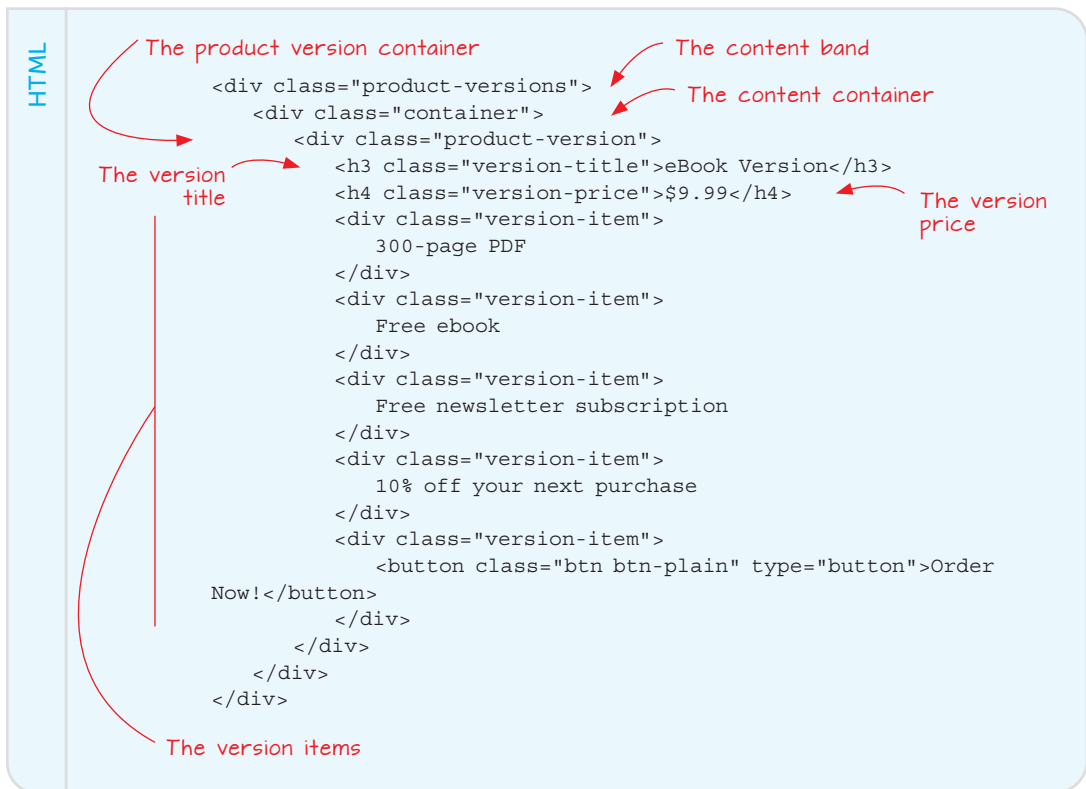 HTML
The product version container
The content band
<div class="product-versions">
The content container
<div class="container">
<div class="product-version">
The version
title
<h3 class="version-title">eBook Version</h3>
<h4 class="version-price">$9.99</h4>
The version
price
<div class="version-item">
300-page PDF
</div>
<div class="version-item">
Free ebook
</div>
<div class="version-item">
Free newsletter subscription
</div>
<div class="version-item">
10% off your next purchase
</div>
<div class="version-item">
<button class="btn btn-plain" type="button">Order
Now!</button>
</div>
</div>
</div>
</div>
The version items